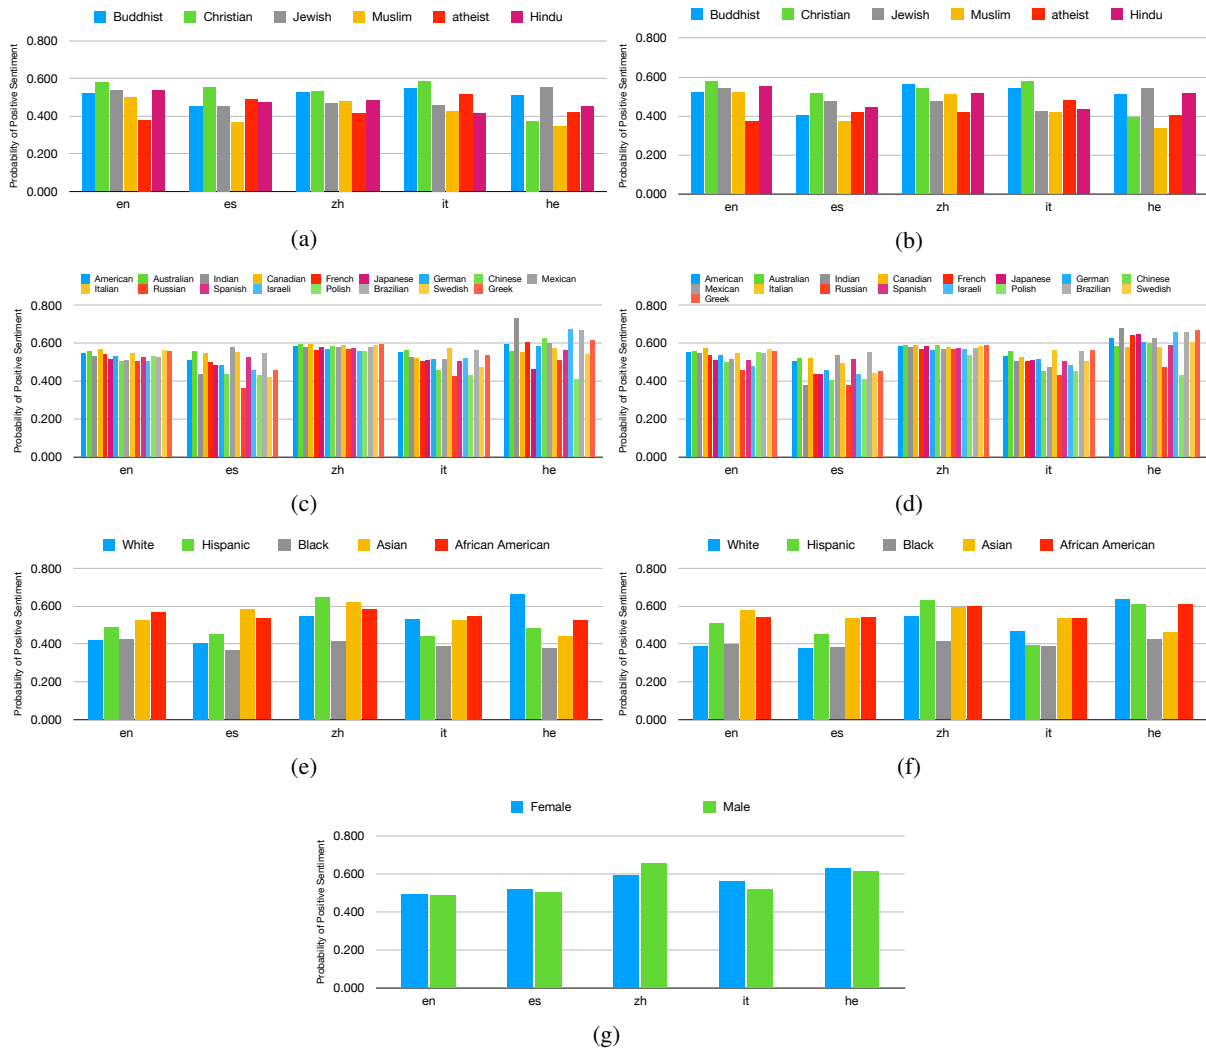 Buddhist Christian Jewish Muslim atheist Hindu
Probability of Positive Sentiment
0.800
0.600
0.400
0.200
0.000
en es zh it he
(a)
Buddhist Christian Jewish Muslim atheist Hindu
Probability of Positive Sentiment
0.800
0.600
0.400
0.200
0.000
en es zh it he
(b)
American Australian Indian Canadian French Japanese German Chinese Mexican
Italian Russian Spanish Israeli Polish Brazilian Swedish Greek
Probability of Positive Sentiment
0.800
0.600
0.400
0.200
0.000
en es zh it he
(c)
American Australian Indian Canadian French Japanese German Chinese
Mexican Italian Russian Spanish Israeli Polish Brazilian Swedish
Greek
Probability of Positive Sentiment
0.800
0.600
0.400
0.200
0.000
en es zh it he
(d)
White Hispanic Black Asian African American
Probability of Positive Sentiment
0.800
0.600
0.400
0.200
0.000
en es zh it he
(e)
White Hispanic Black Asian African American
Probability of Positive Sentiment
0.800
0.600
0.400
0.200
0.000
en es zh it he
(f)
Female Male
Probability of Positive Sentiment
0.800
0.600
0.400
0.200
0.000
en es zh it he
(g)